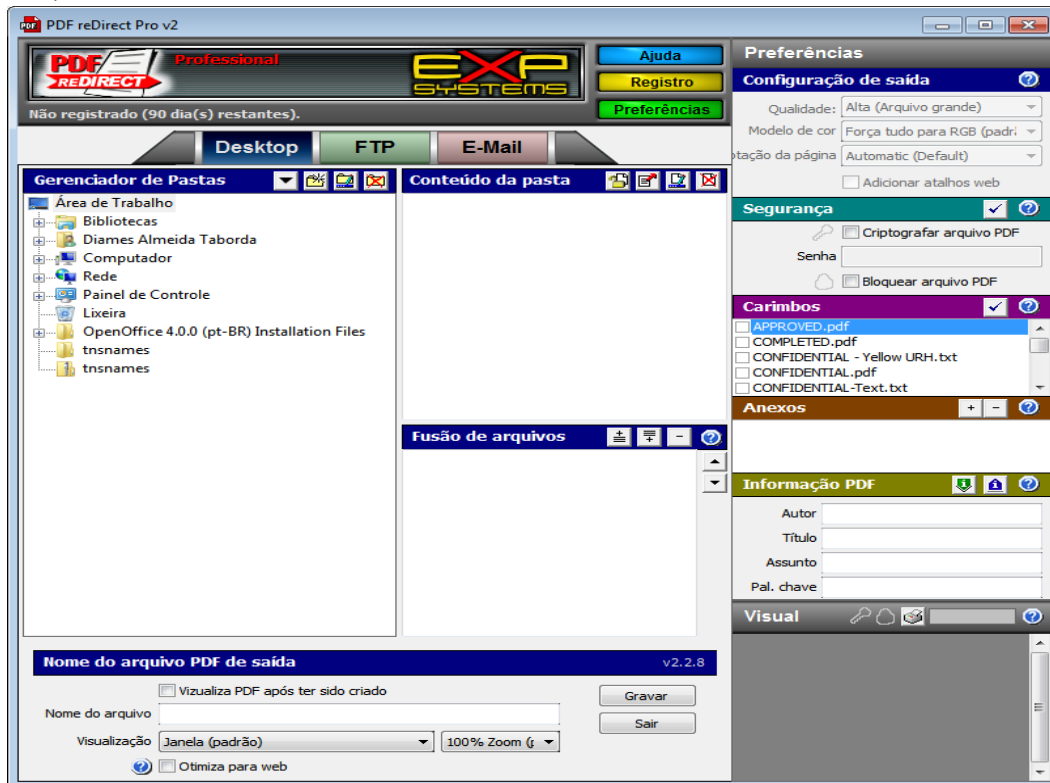 PDF reDirect Pro v2
PDF
REDIRECT
Professional
EXP
SYSTEMS
Não registrado (90 dia(s) restantes).
Ajuda
Registro
Preferências
Desktop
FTP
E-Mail
Gerenciador de Pastas
Área de Trabalho
Bibliotecas
Diames Almeida Taborda
Computador
Rede
Painel de Controle
Lixeira
OpenOffice 4.0.0 (pt-BR) Installation Files
tnsnames
tnsnames
Conteúdo da pasta
Fusão de arquivos
Nome do arquivo PDF de saída
v2.2.8
Vizualiza PDF após ter sido criado
Nome do arquivo
Visualização
Janela (padrão)
100% Zoom (
Otimiza para web
Gravar
Sair
Preferências
Configuração de saída
Qualidade:
Alta (Arquivo grande)
Modelo de cor
Força tudo para RGB (padr
tação da página
Automatic (Default)
Adicionar atalhos web
Segurança
Criptografar arquivo PDF
Senha
Bloquear arquivo PDF
Carimbos
APPROVED.pdf
COMPLETED.pdf
CONFIDENTIAL - Yellow URH.txt
CONFIDENTIAL.pdf
CONFIDENTIAL-Text.txt
Anexos
Informação PDF
Autor
Título
Assunto
Pal. chave
Visual